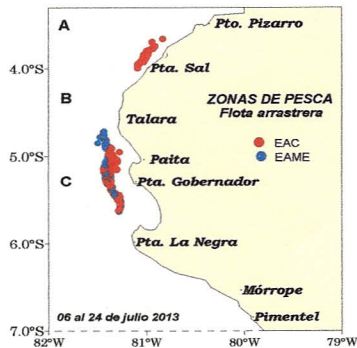 A
Pto. Pizarro
4.0°S
Pta. Sal
B
ZONAS DE PESCA
Flota arrastrera
Talara
EAC
EAME
5.0°S
Paita
C
Pta. Gobernador
6.0°S
Pta. La Negra
Mórrope
06 al 24 de julio 2013
Pimentel
7.0°S
82°W
81°W
80°W
79°W